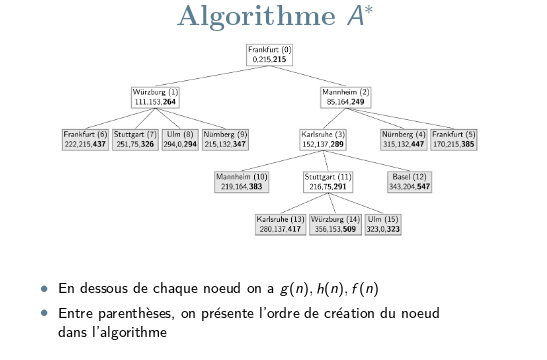 Algorithme A*
Frankfurt (0)
0,215,215
Würzburg (1)
111,153,264
Mannheim (2)
85,164,249
Frankfurt (6)
222,215,437
Stuttgart (7)
251,75,326
Ulm (8)
294,0,294
Nürnberg (9)
215,132,347
Karlsruhe (3)
152,137,289
Nürnberg (4)
315,132,447
Frankfurt (5)
170,215,385
Mannheim (10)
219,164,383
Stuttgart (11)
216,75,291
Basel (12)
343,204,547
Karlsruhe (13)
280,137,417
Würzburg (14)
356,153,509
Ulm (15)
323,0,323
• En dessous de chaque noeud on a g(n), h(n), f(n)
• Entre parenthèses, on présente l'ordre de création du noeud
dans l'algorithme